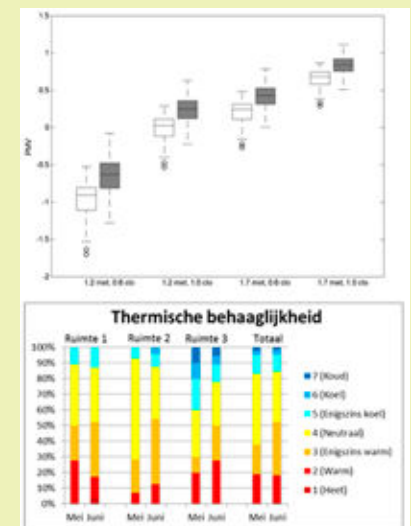 1.5
1
0.5
0
-0.5
-1
-1.5
-2
PMV
1.2 met, 0.6 clo
1.2 met, 1.0 clo
1.7 met, 0.6 clo
1.7 met, 1.0 clo
Thermische behaaglijkheid
Ruimte 1
Ruimte 2
Ruimte 3
Totaal
100%
90%
80%
70%
60%
50%
40%
30%
20%
10%
0%
Mei Juni
Mei Juni
Mei Juni
Mei Juni
7 (Koud)
6 (Koel)
5 (Enigszins koel)
4 (Neutraal)
3 (Enigszins warm)
2 (Warm)
1 (Heet)